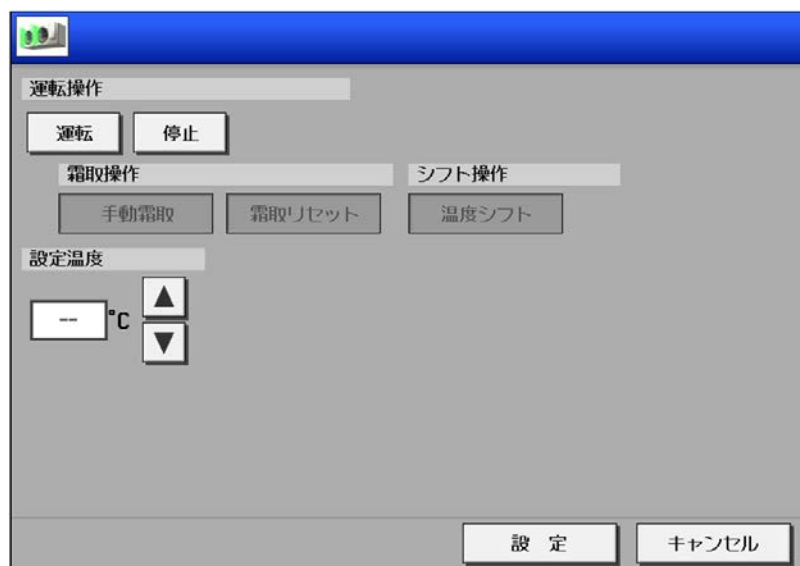 運転操作
運転 停止
霜取操作 シフト操作
手動霜取 霜取リセット 温度シフト
設定温度
-- °C ▲
▼
設 定 キャンセル